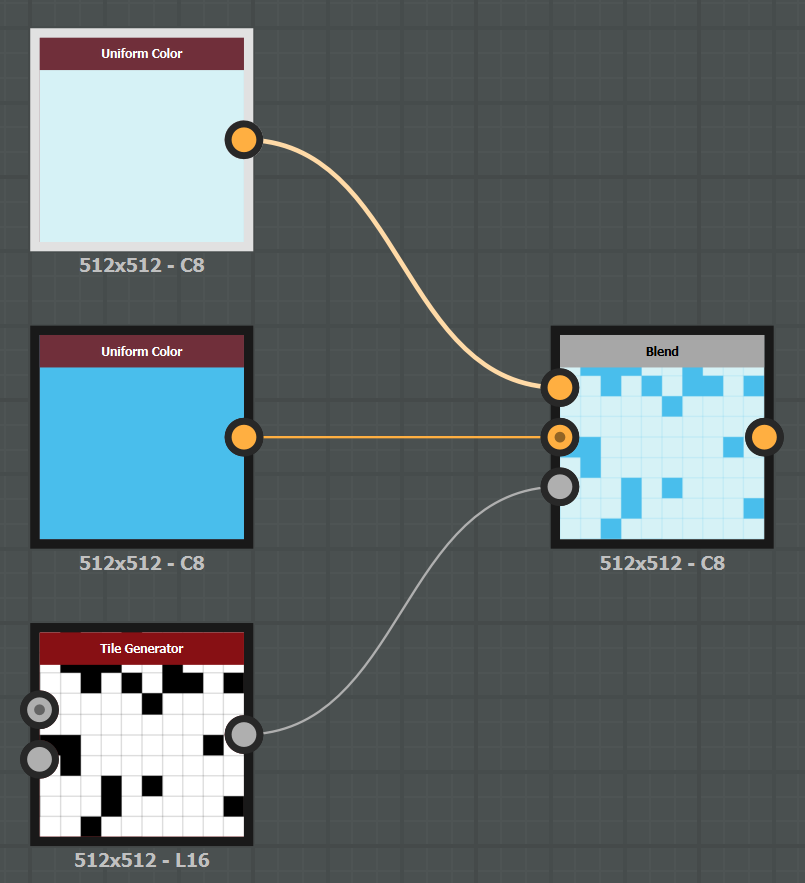 Uniform Color
512x512 - C8
Uniform Color
512x512 - C8
Blend
512x512 - C8
Tile Generator
512x512 - L16